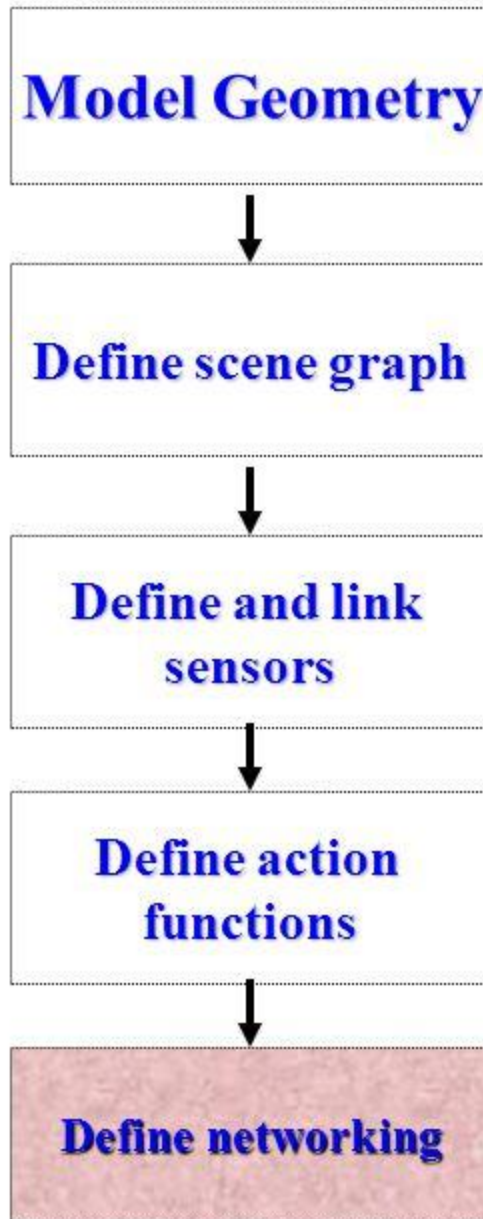 Model Geometry
Define scene graph
Define and link
sensors
Define action
functions
Define networking